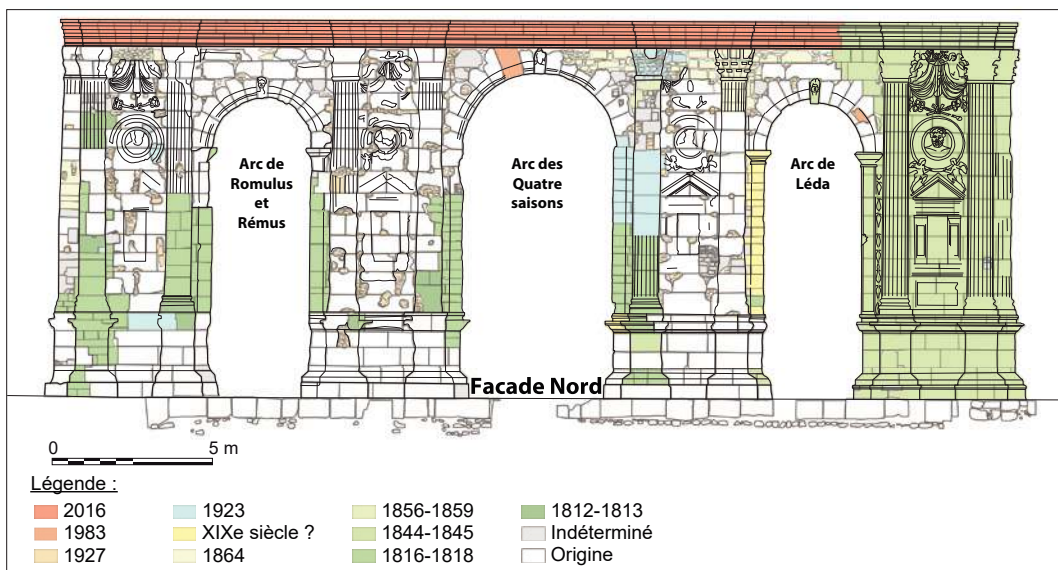 Arc de
Romulus
et
Rémus
Arc des
Quatre
saisons
Arc de
Léda
Facade Nord
0 5 m
Légende :
2016
1983
1927
1923
XIXe siècle ?
1864
1856-1859
1844-1845
1816-1818
1812-1813
Indéterminé
Origine